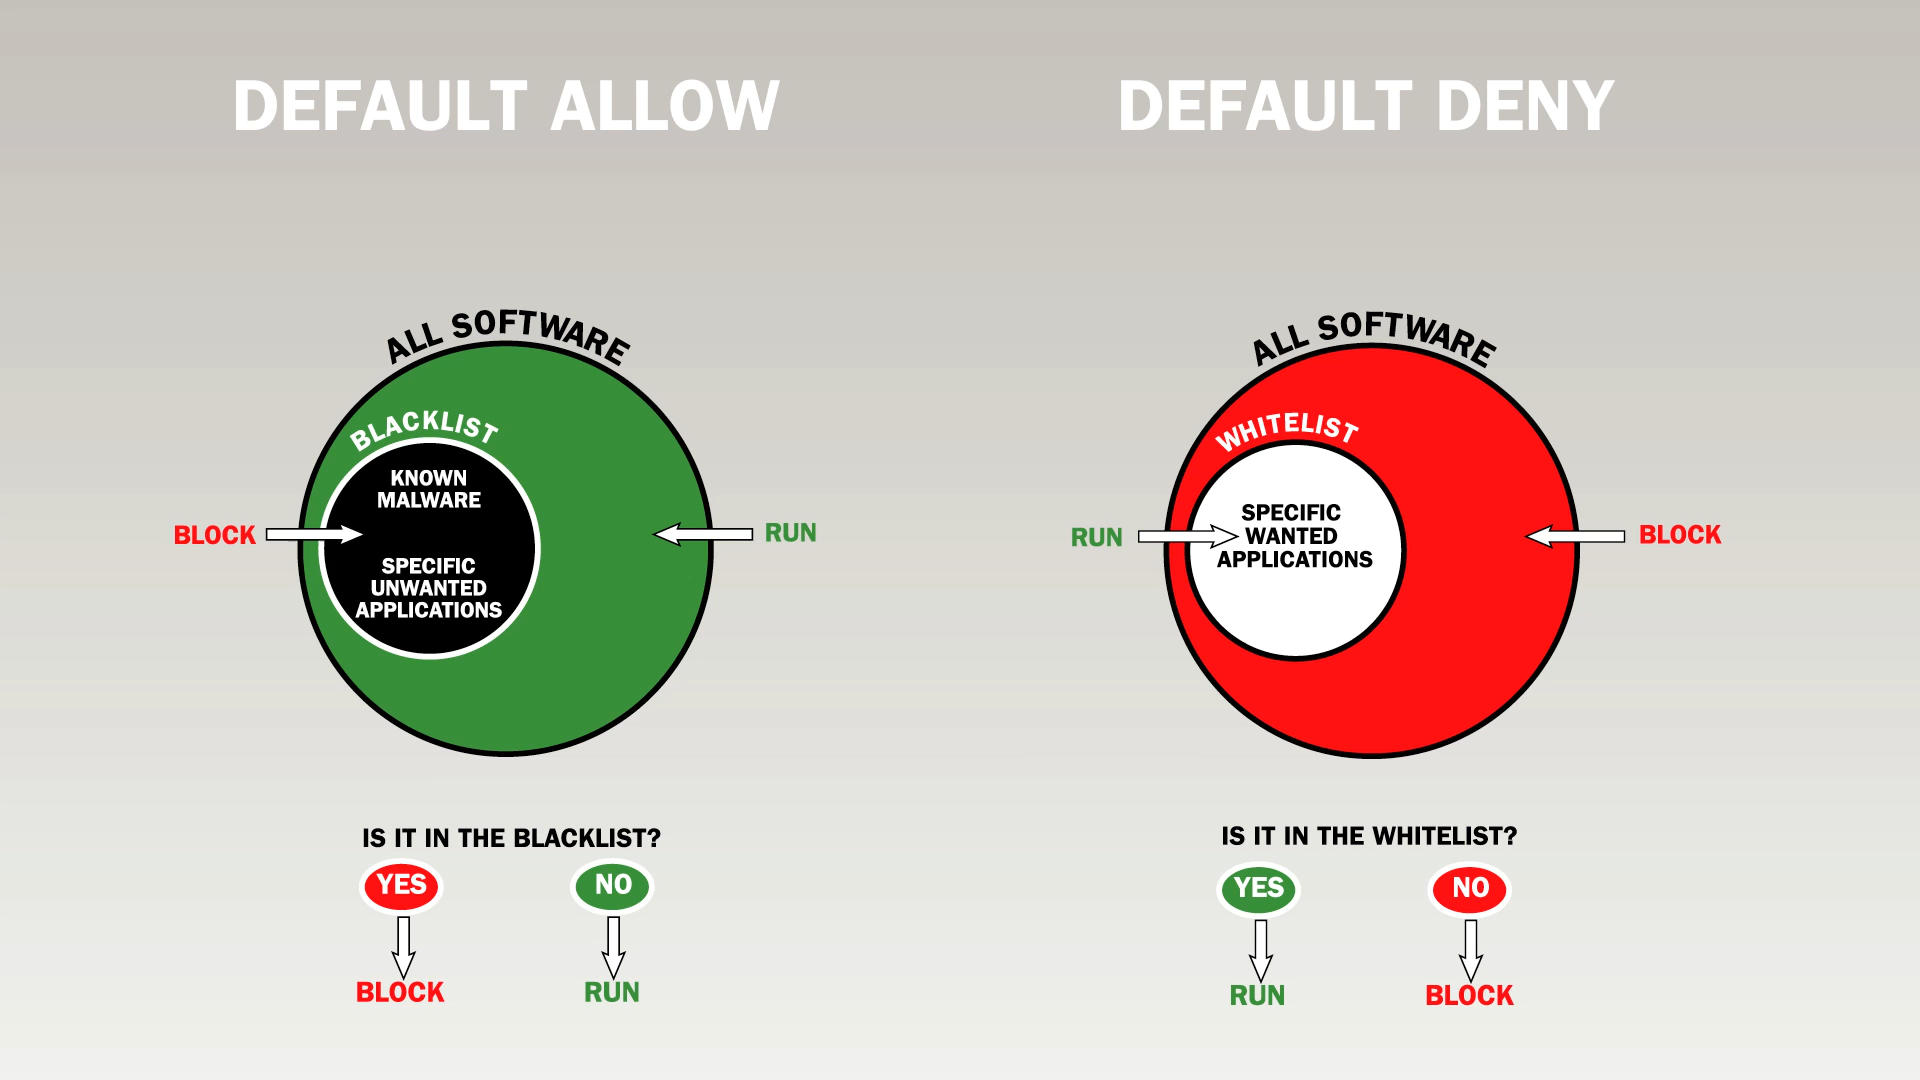 DEFAULT ALLOW
ALL SOFTWARE
BLACKLIST
KNOWN
MALWARE
SPECIFIC
UNWANTED
APPLICATIONS
BLOCK
RUN
IS IT IN THE BLACKLIST?
YES
NO
BLOCK
RUN
DEFAULT DENY
ALL SOFTWARE
WHITELIST
SPECIFIC
WANTED
APPLICATIONS
RUN
BLOCK
IS IT IN THE WHITELIST?
YES
NO
RUN
BLOCK